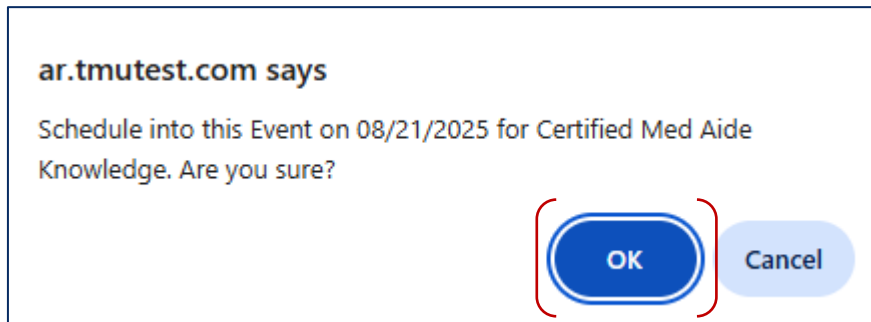 ar.tmutest.com says
Schedule into this Event on 08/21/2025 for Certified Med Aide
Knowledge. Are you sure?
OK
Cancel